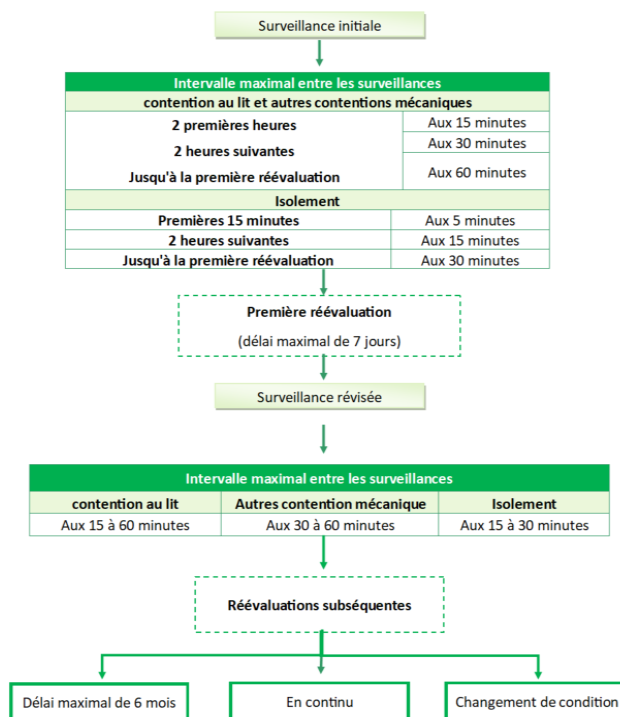 Surveillance initiale
Intervalle maximal entre les surveillances
contention au lit et autres contentions mécaniques
2 premières heures Aux 15 minutes
2 heures suivantes Aux 30 minutes
Jusqu'à la première réévaluation Aux 60 minutes
Isolement
Premières 15 minutes Aux 5 minutes
2 heures suivantes Aux 15 minutes
Jusqu'à la première réévaluation Aux 30 minutes
Première réévaluation
(délai maximal de 7 jours)
Surveillance révisée
Intervalle maximal entre les surveillances
contention au lit Autres contention mécanique Isolement
Aux 15 à 60 minutes Aux 30 à 60 minutes Aux 15 à 30 minutes
Réévaluations subséquentes
Délai maximal de 6 mois En continu Changement de condition